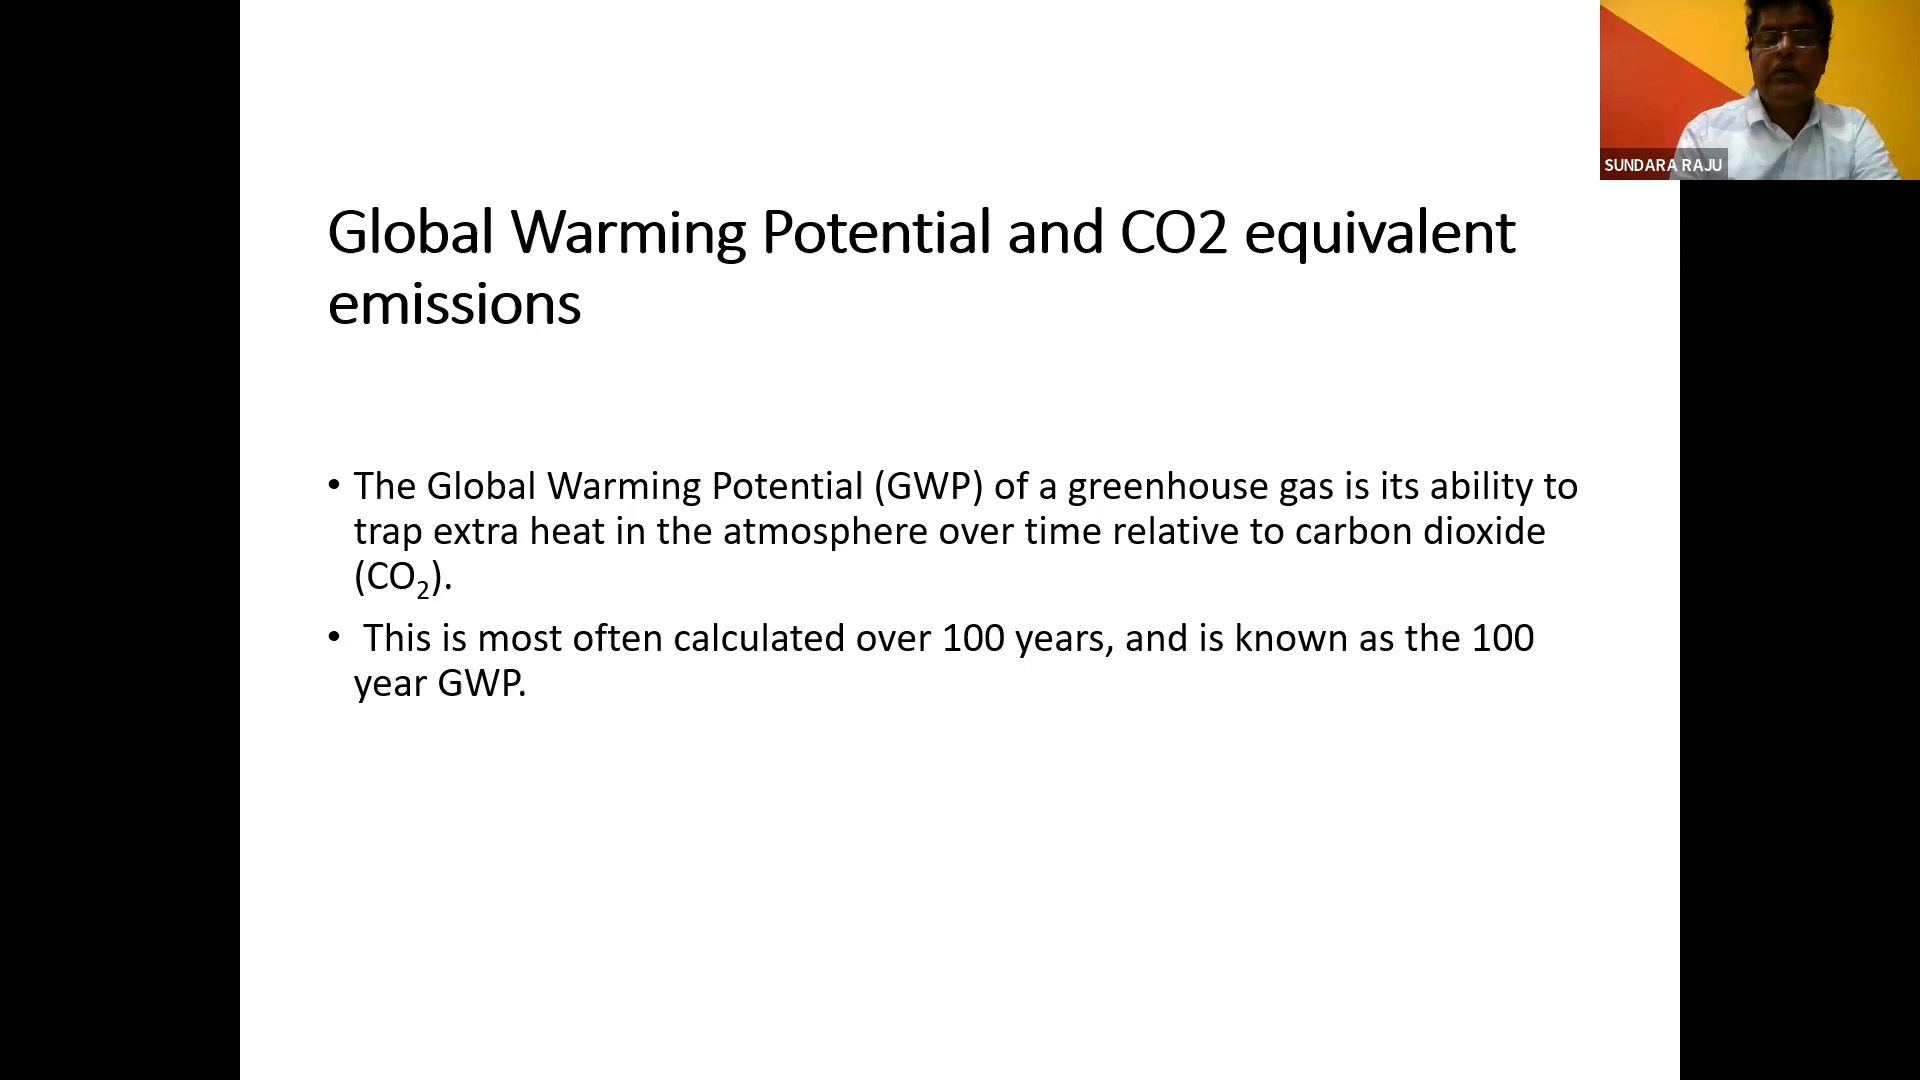 SUNDARA RAJU
Global Warming Potential and CO2 equivalent
emissions
• The Global Warming Potential (GWP) of a greenhouse gas is its ability to
trap extra heat in the atmosphere over time relative to carbon dioxide
(CO₂).
• This is most often calculated over 100 years, and is known as the 100
year GWP.